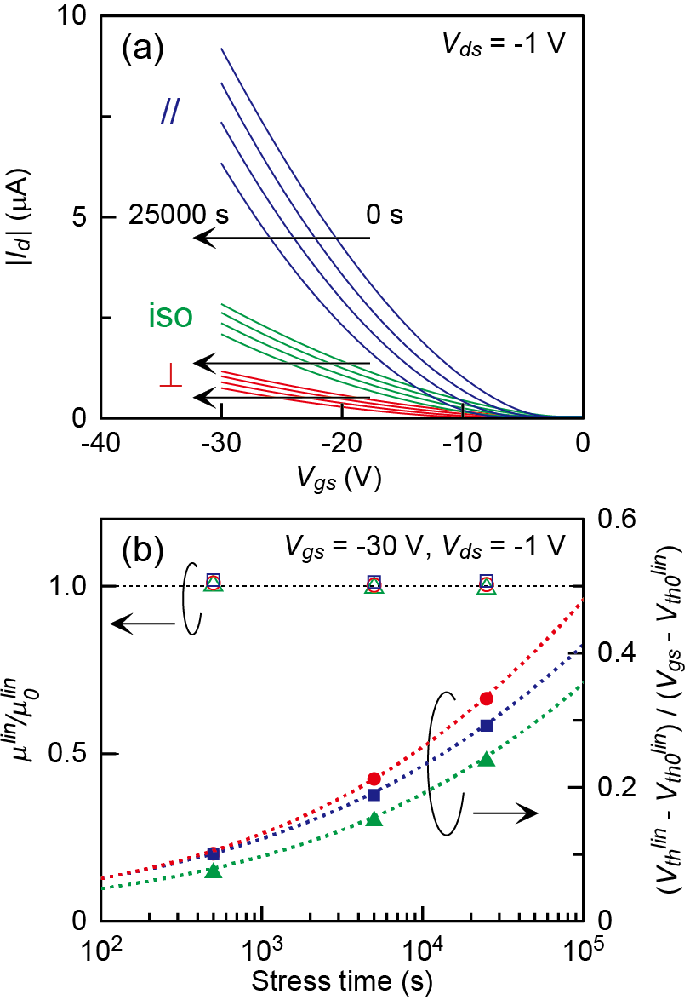 10
(a)
V_ds = -1 V
//
|I_d| (μA)
25000 s
0 s
5
iso
⊥
0
-40
-30
-20
-10
0
V_gs (V)
(b)
V_gs = -30 V, V_ds = -1 V
0.6
1.0
μ^lin/μ_0^lin
0.4
(V_th^lin - V_th0^lin) / (V_gs - V_th0^lin)
0.5
0.2
0
0
10^2
10^3
10^4
10^5
Stress time (s)